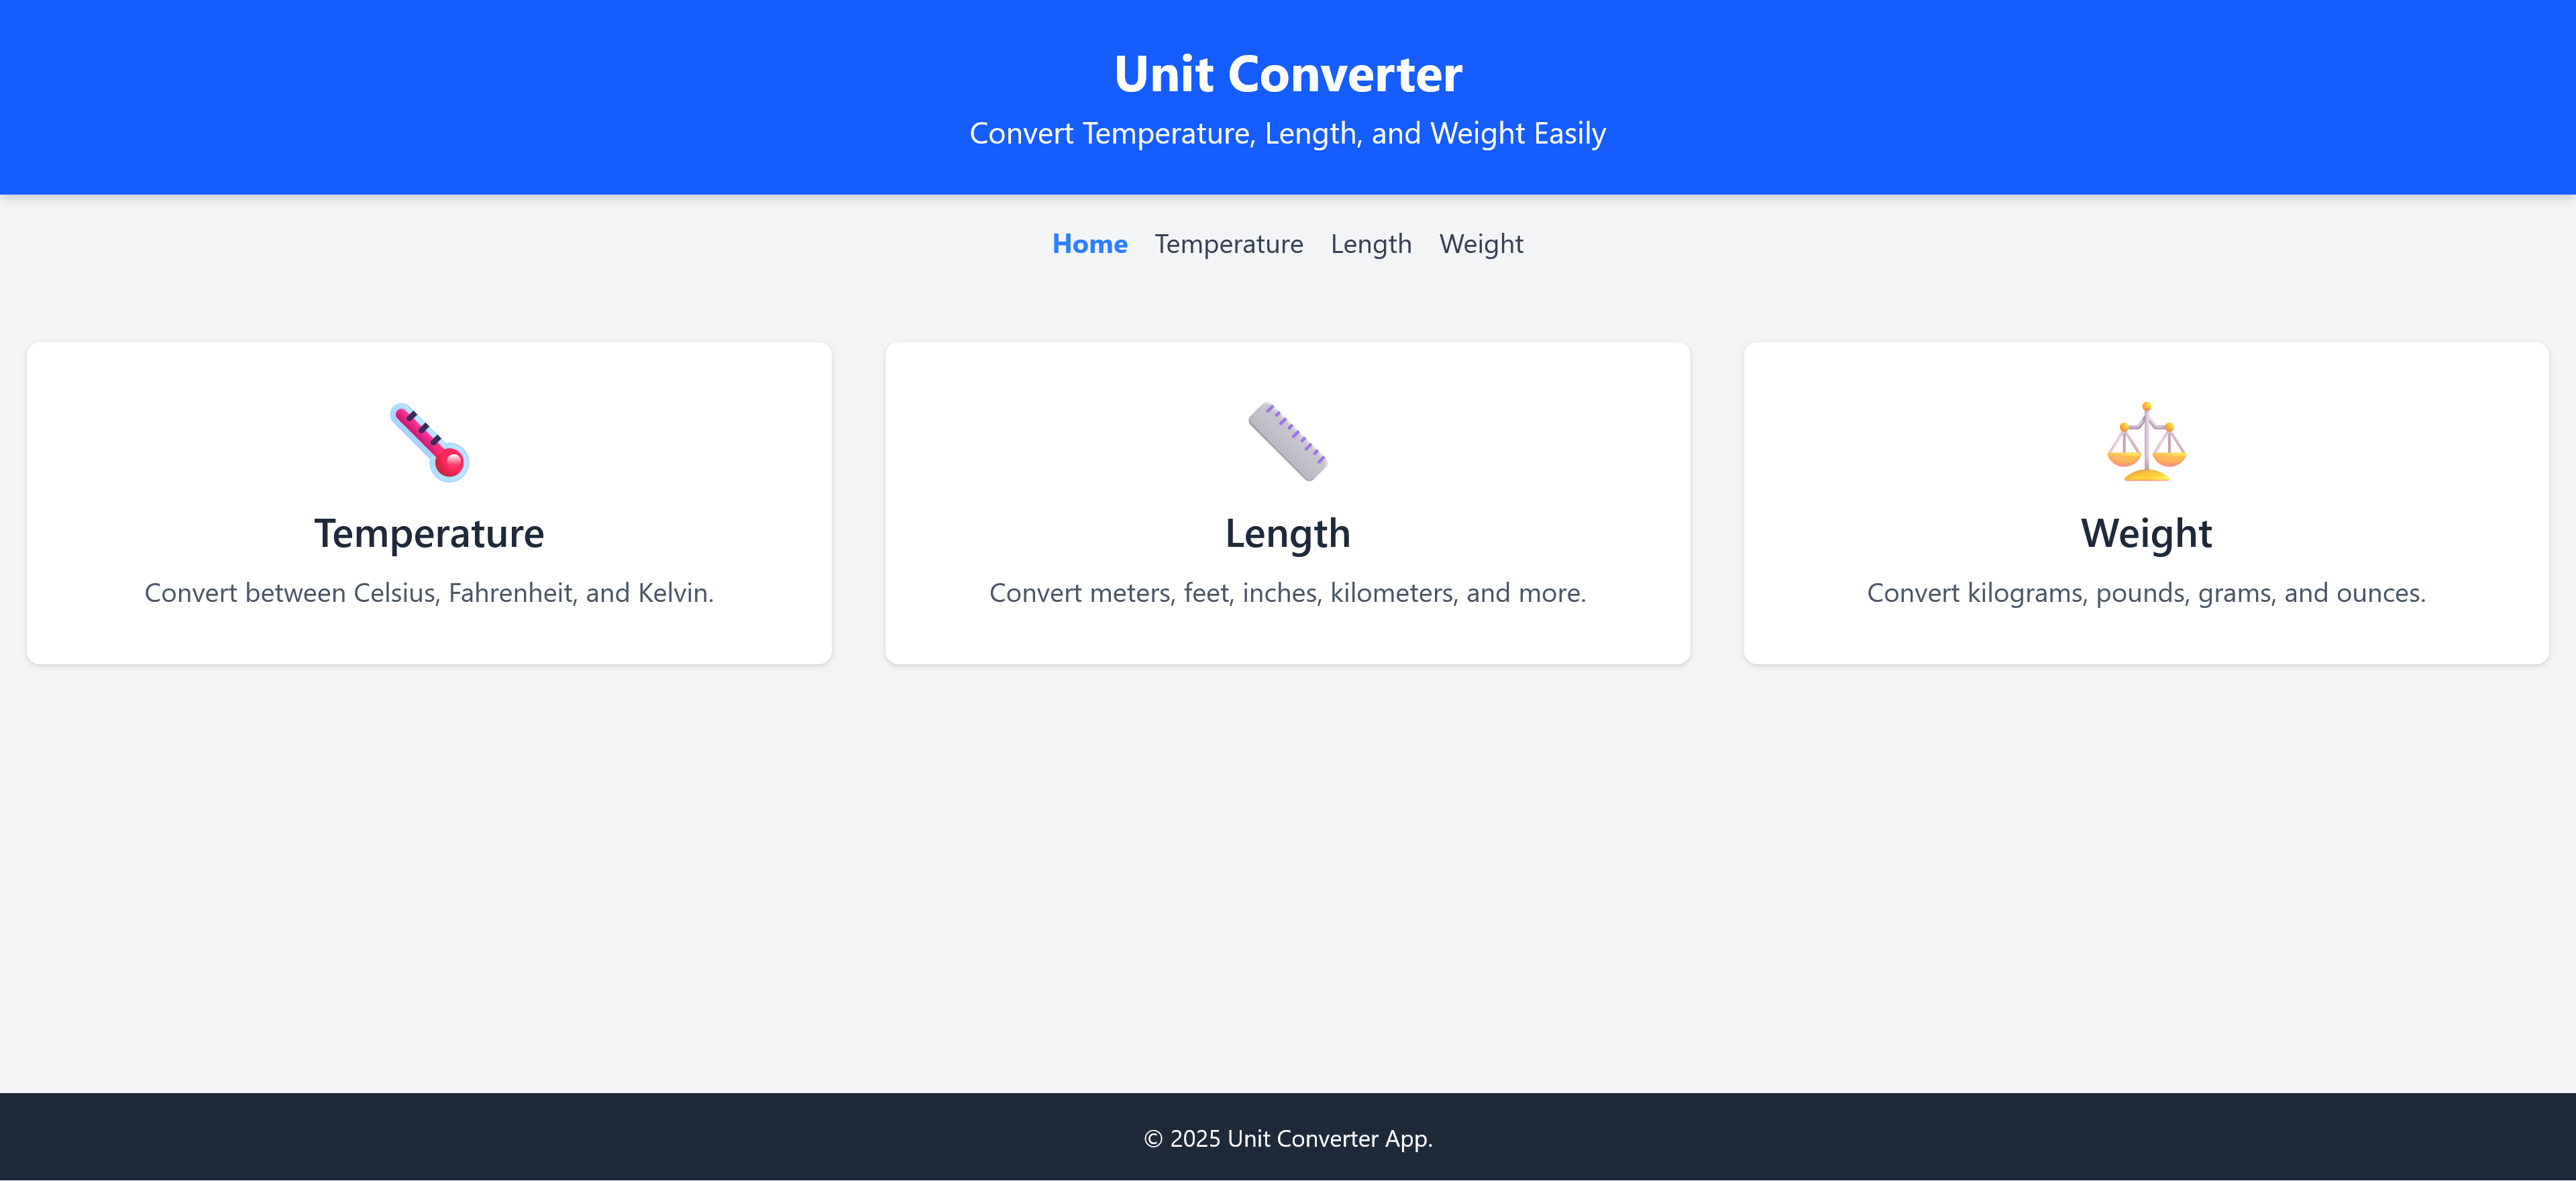 Unit Converter
Convert Temperature, Length, and Weight Easily
Home Temperature Length Weight
Temperature
Convert between Celsius, Fahrenheit, and Kelvin.
Length
Convert meters, feet, inches, kilometers, and more.
Weight
Convert kilograms, pounds, grams, and ounces.
© 2025 Unit Converter App.